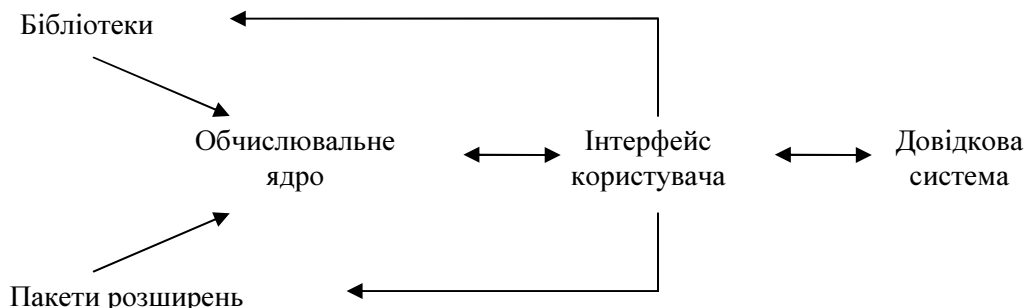 Бібліотеки
Обчислювальне
ядро
Інтерфейс
користувача
Довідкова
система
Пакети розширень